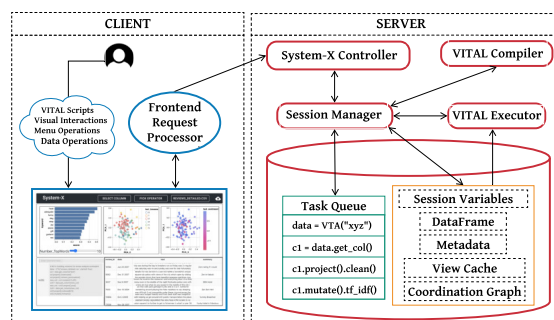 CLIENT
SERVER
System-X Controller
VITAL Compiler
VITAL Scripts
Visual Interactions
Menu Operations
Data Operations
Frontend
Request
Processor
Session Manager
VITAL Executor
System-X
SELECT COLUMN
Task Queue
data = VTA("xyz")
c1 = data.get_col()
c1.project().clean()
c1.mutate().tf_idf()
Session Variables
DataFrame
Metadata
View Cache
Coordination Graph